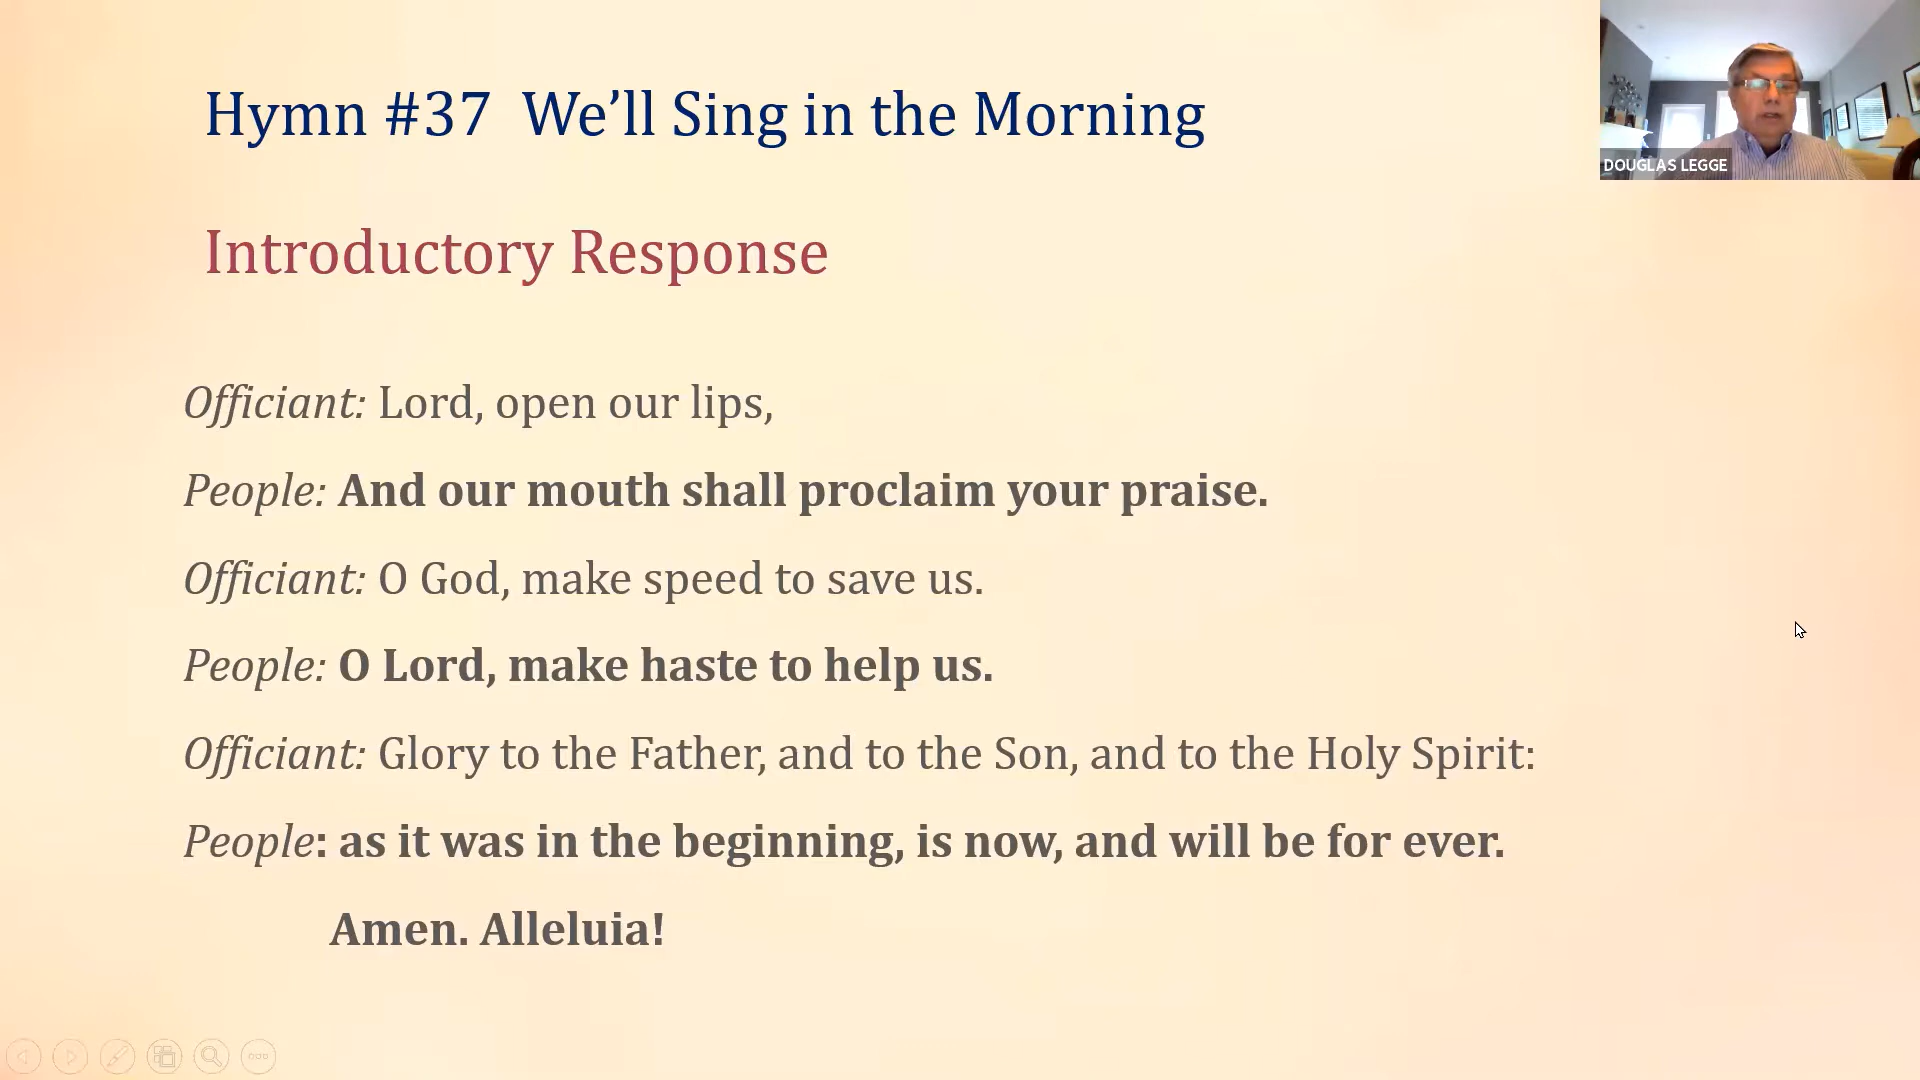 Hymn #37  We’ll Sing in the Morning
DOUGLAS LEGGE
Introductory Response
Officiant: Lord, open our lips,
People: And our mouth shall proclaim your praise.
Officiant: O God, make speed to save us.
People: O Lord, make haste to help us.
Officiant: Glory to the Father, and to the Son, and to the Holy Spirit:
People: as it was in the beginning, is now, and will be for ever.
Amen. Alleluia!